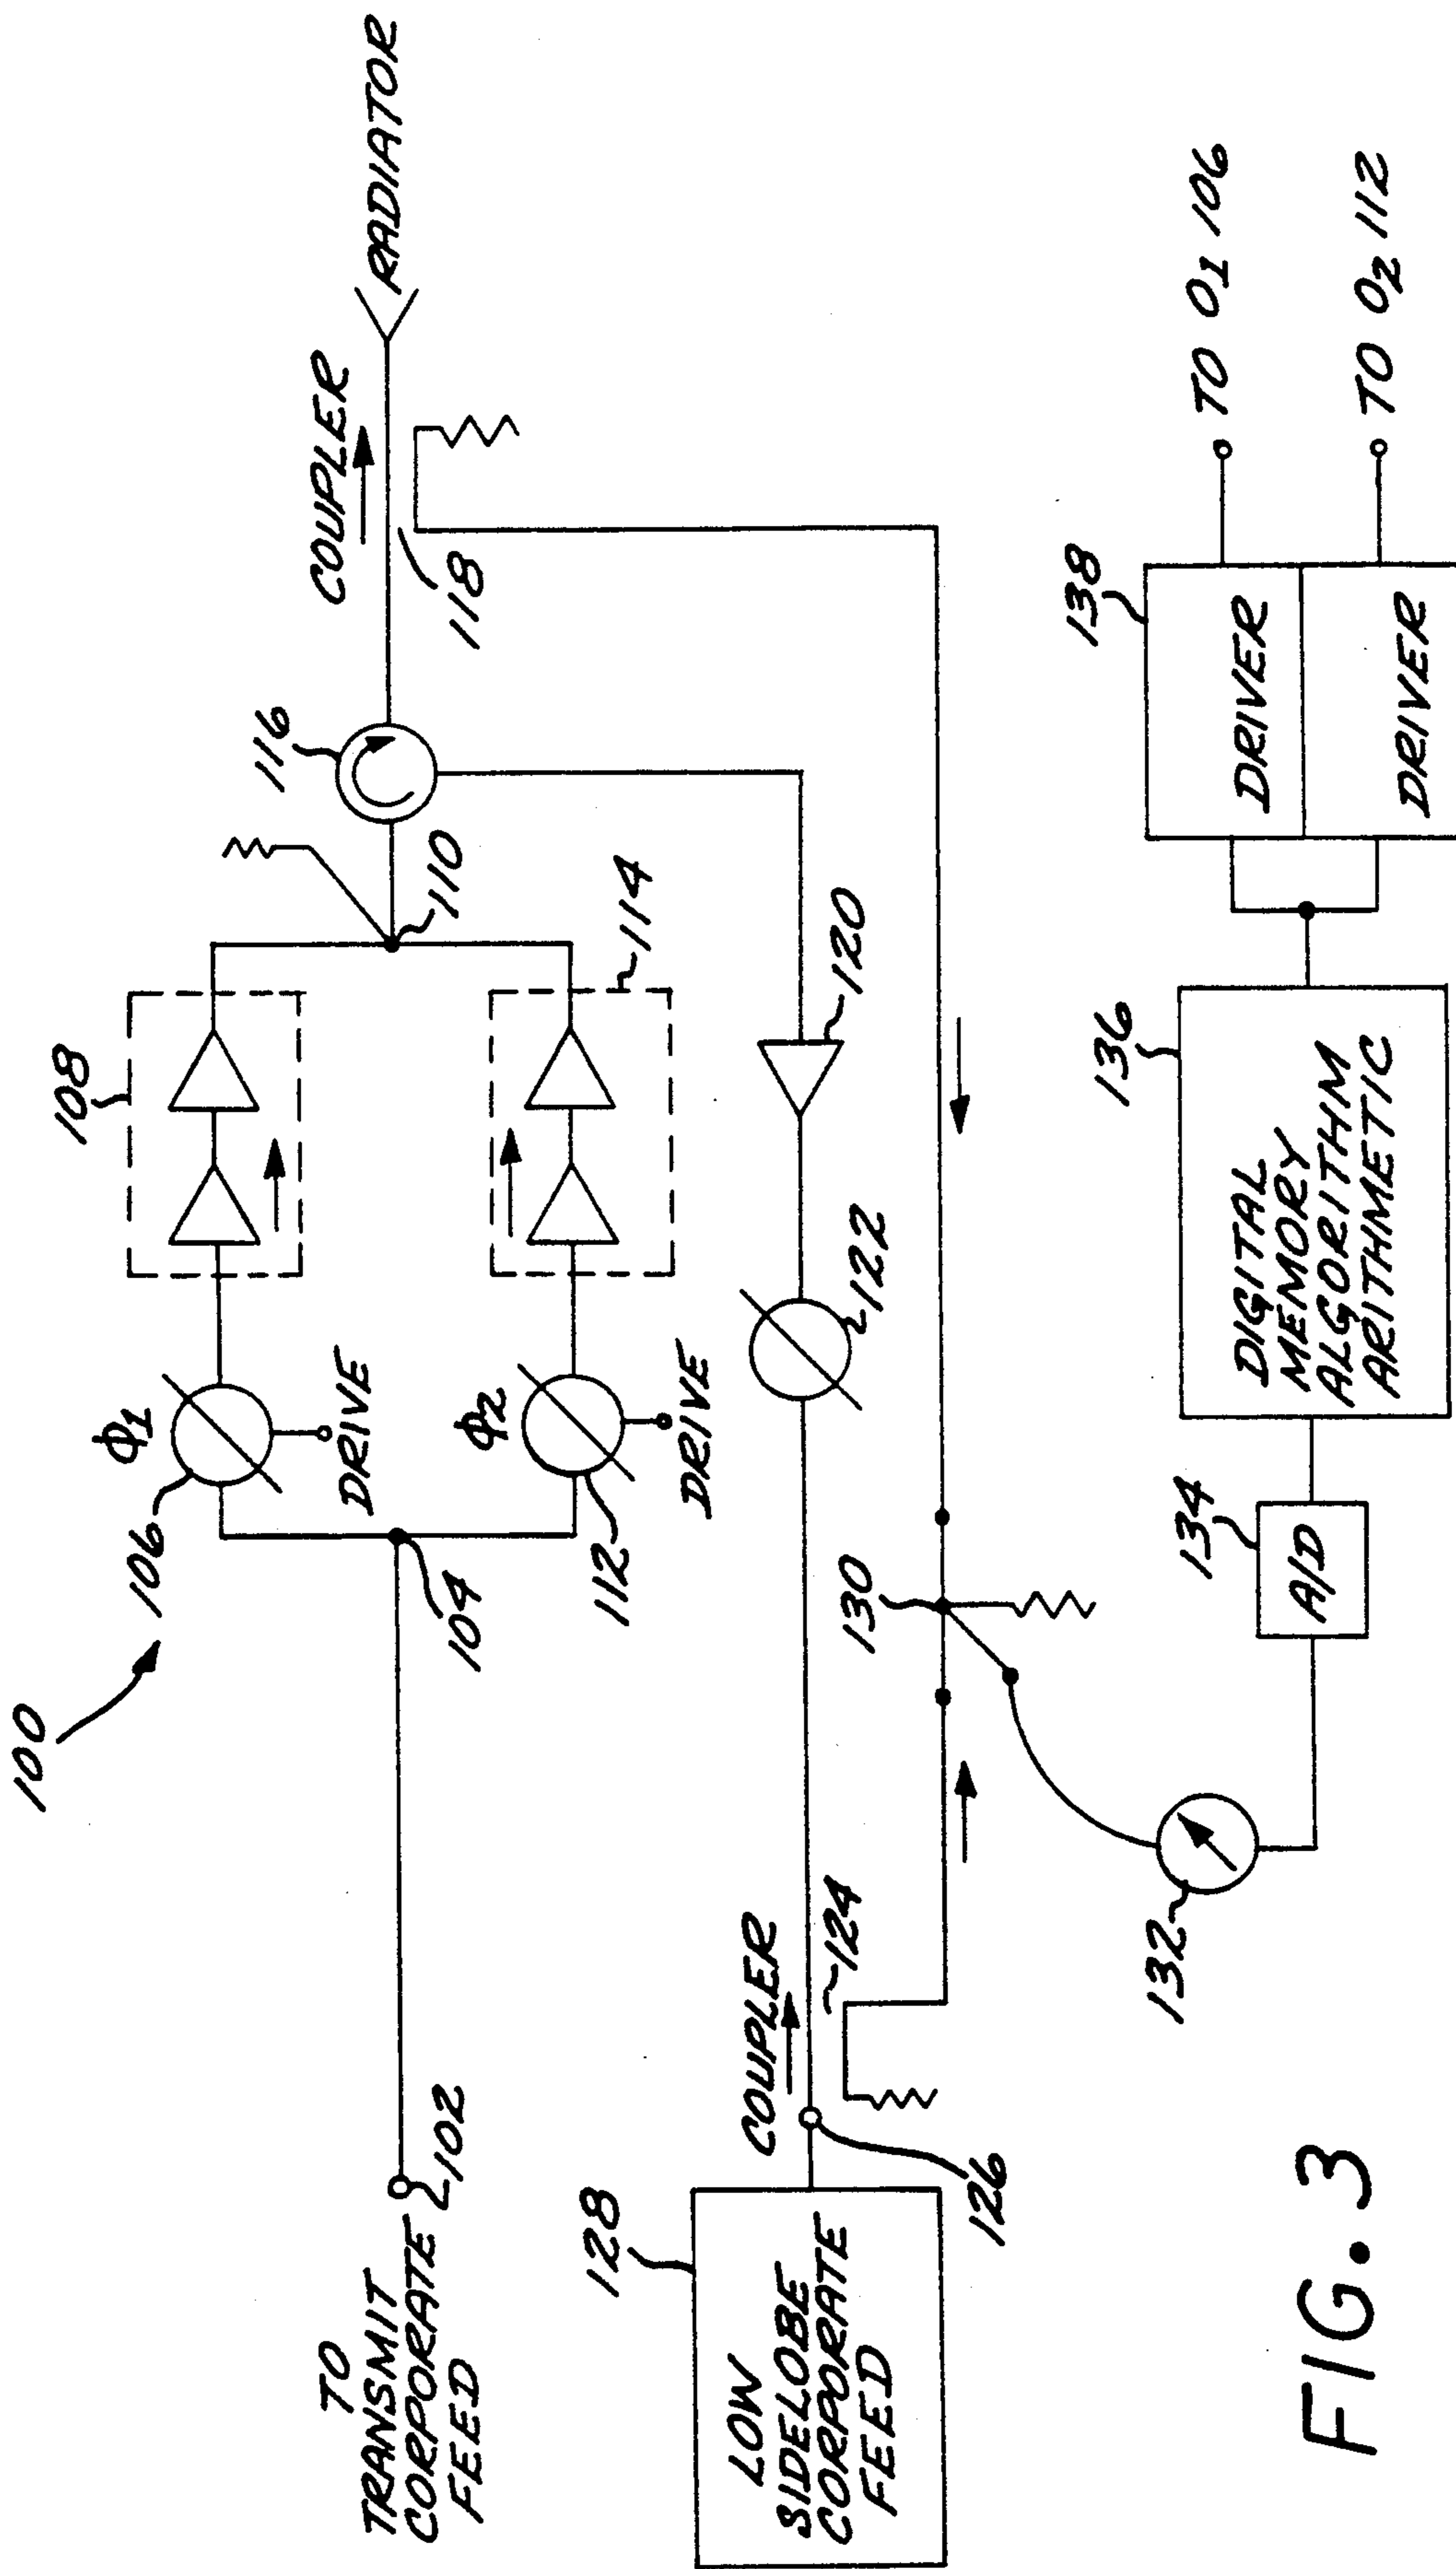 100
108
Φ1
106
DRIVE
104
TO
TRANSMIT
CORPORATE
FEED
102
Φ2
112
DRIVE
114
110
116
COUPLER
118
RADIATOR
120
122
COUPLER
124
126
128
LOW
SIDELOBE
CORPORATE
FEED
130
132
134
A/D
136
DIGITAL
MEMORY
ALGORITHM
ARITHMETIC
138
DRIVER
DRIVER
TO O1 106
TO O2 112
FIG. 3